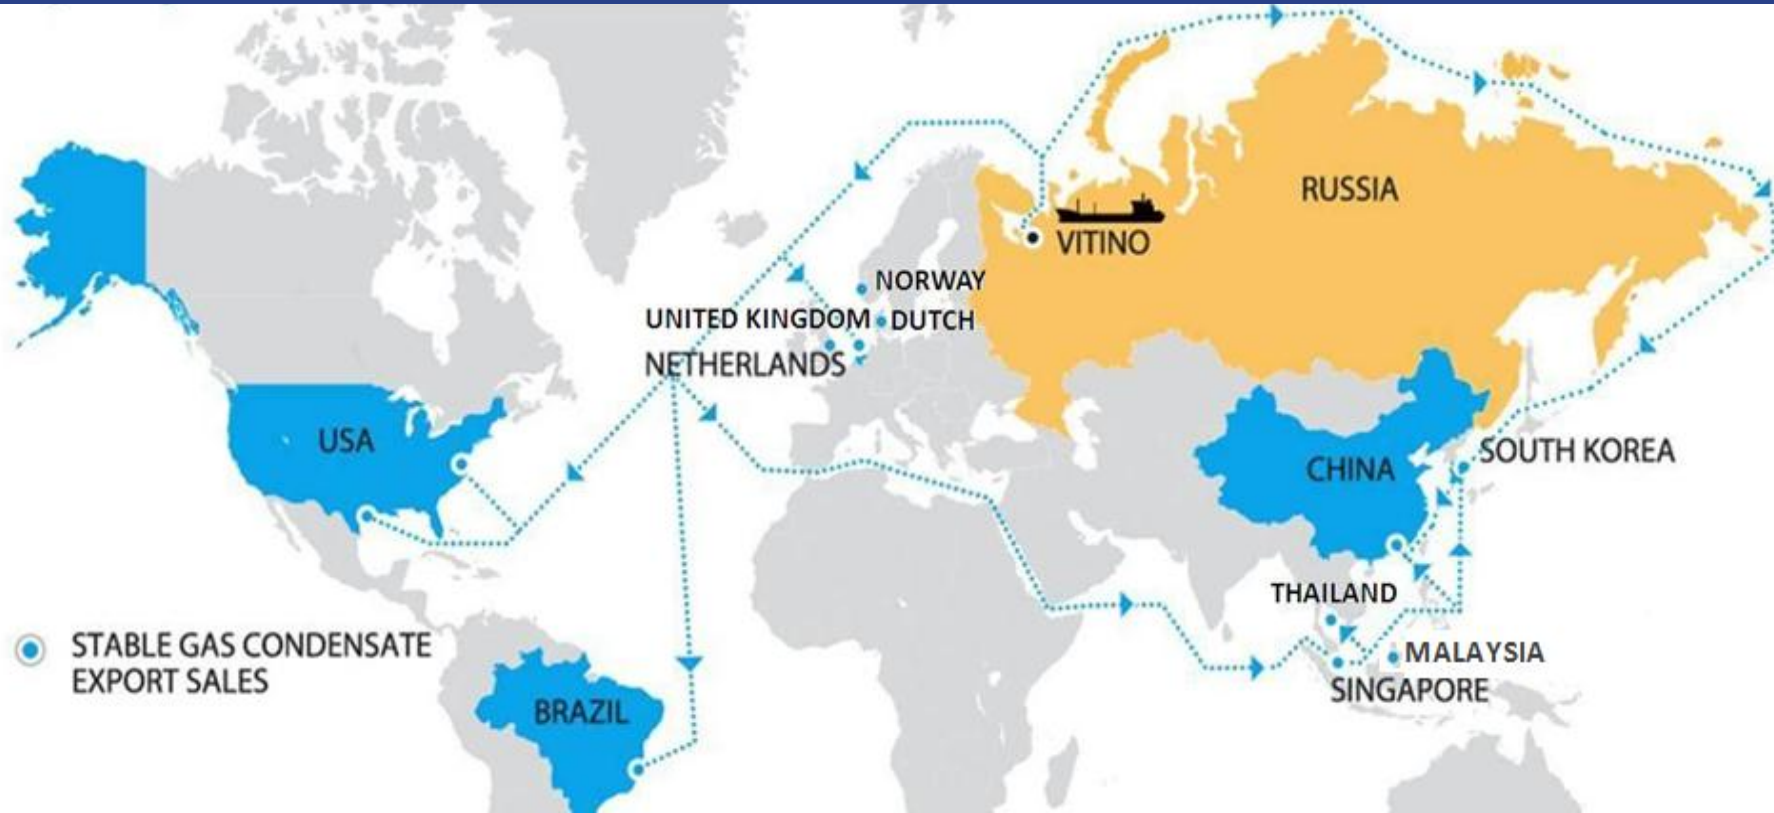 RUSSIA
VITINO
NORWAY
UNITED KINGDOM
DUTCH
NETHERLANDS
USA
CHINA
SOUTH KOREA
THAILAND
STABLE GAS CONDENSATE
EXPORT SALES
MALAYSIA
SINGAPORE
BRAZIL